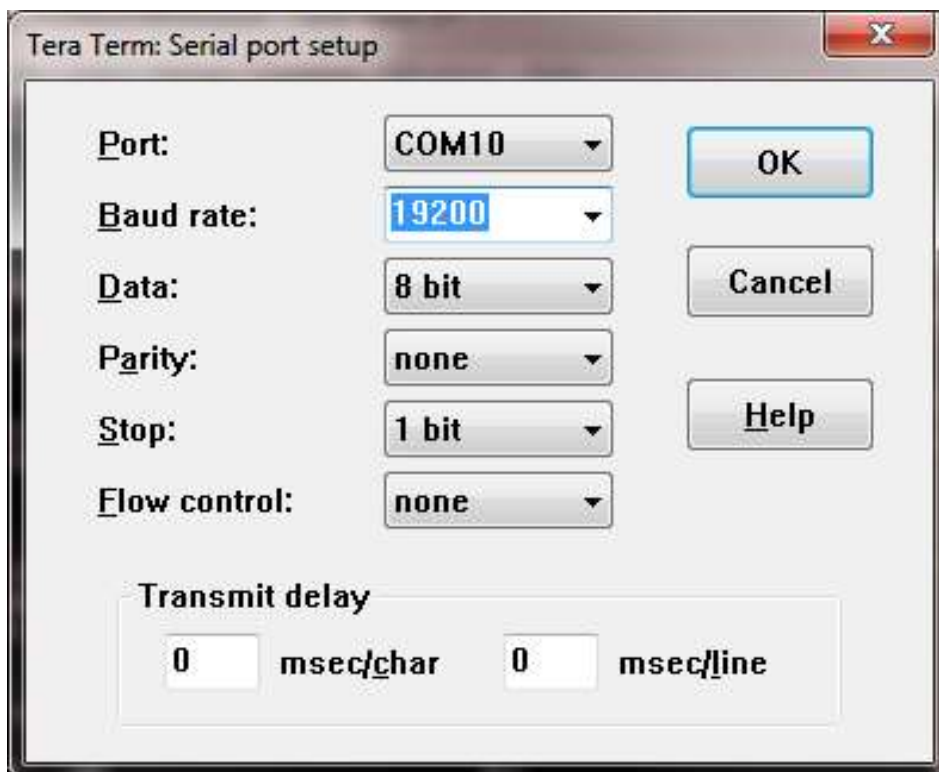 Tera Term: Serial port setup
Port: COM10
OK
Baud rate: 19200
Data: 8 bit
Cancel
Parity: none
Stop: 1 bit
Help
Flow control: none
Transmit delay
0 msec/char 0 msec/line